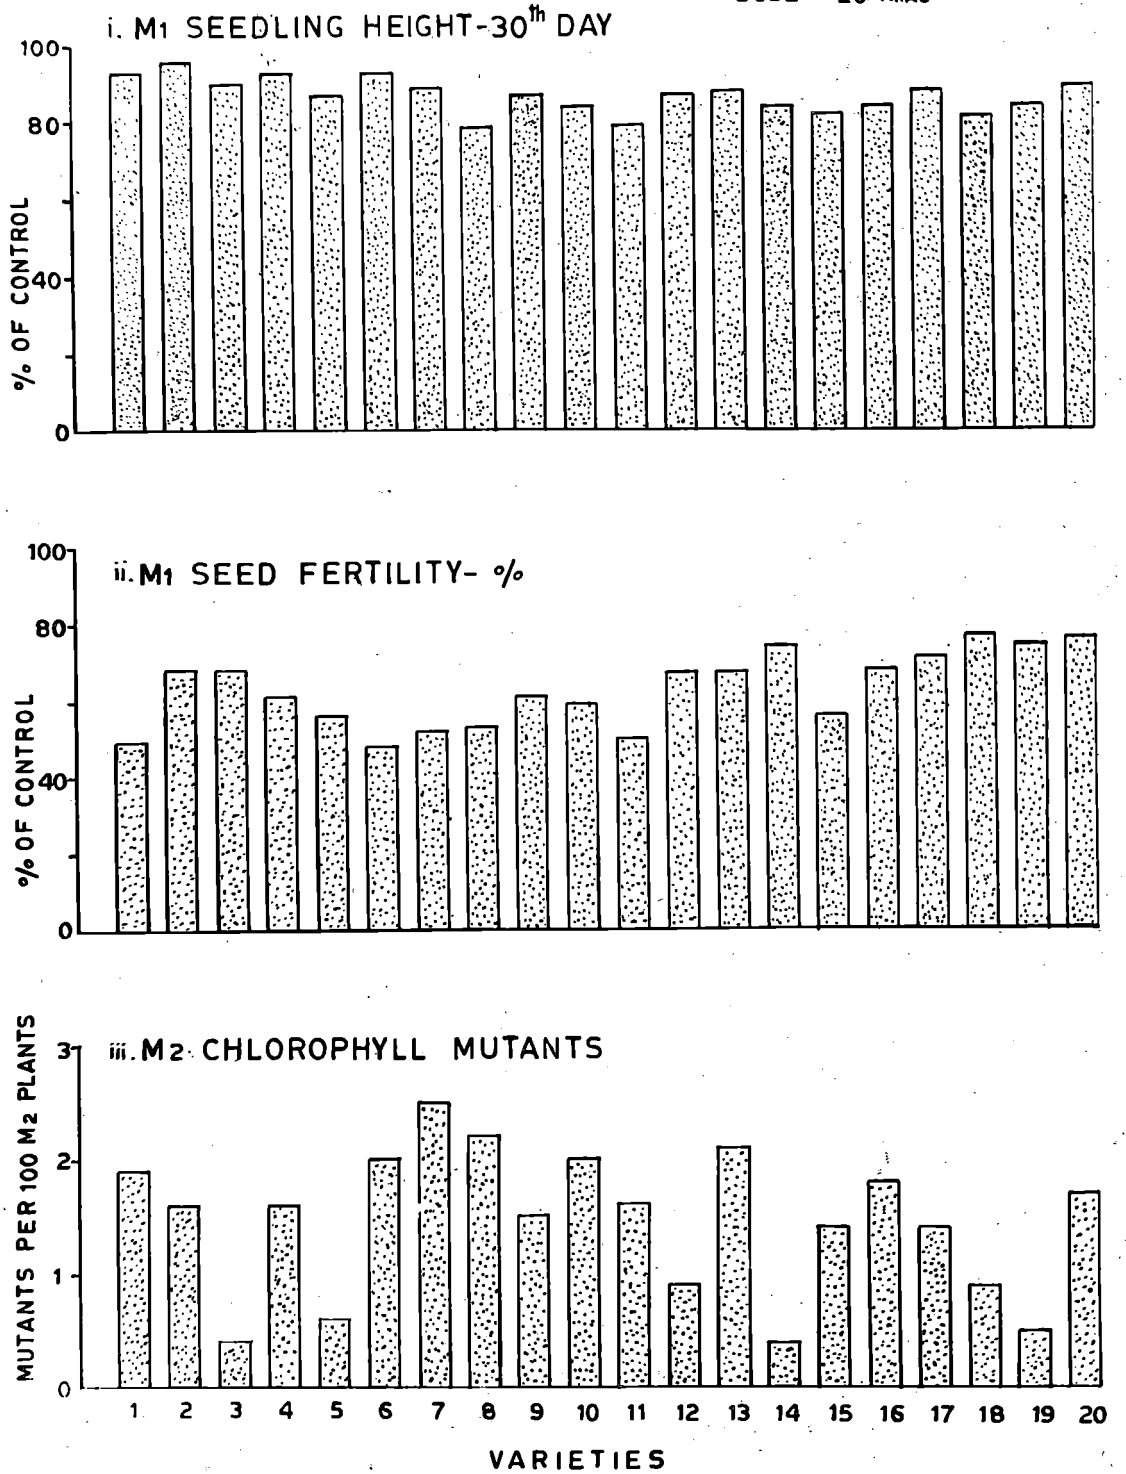 i. M1 SEEDLING HEIGHT-30th DAY
100
80
40
0
% OF CONTROL
ii. M1 SEED FERTILITY- %
100
80
40
0
% OF CONTROL
iii. M2 CHLOROPHYLL MUTANTS
3
2
1
0
MUTANTS PER 100 M2 PLANTS
1 2 3 4 5 6 7 8 9 10 11 12 13 14 15 16 17 18 19 20
VARIETIES